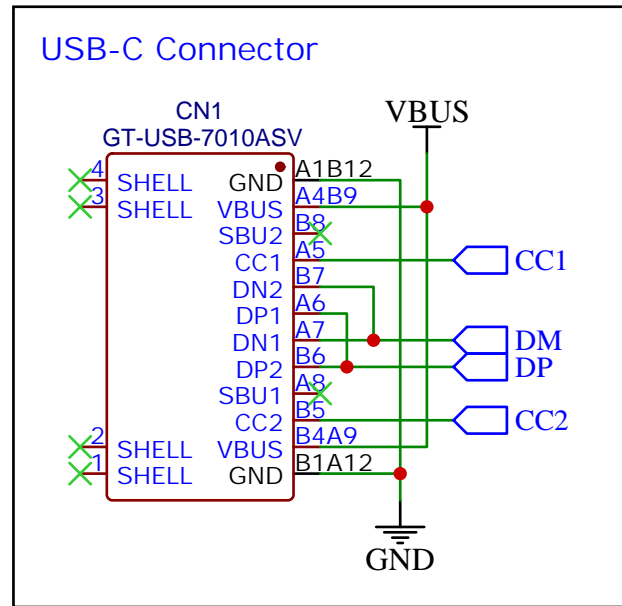 USB-C Connector
CN1
GT-USB-7010ASV
VBUS
4 SHELL GND A1B12
3 SHELL VBUS A4B9
SBU2 B8
CC1 A5 CC1
DN2 B7
DP1 A6
DN1 A7 DM
DP2 B6 DP
SBU1 A8
CC2 B5 CC2
2 SHELL VBUS B4A9
1 SHELL GND B1A12
GND